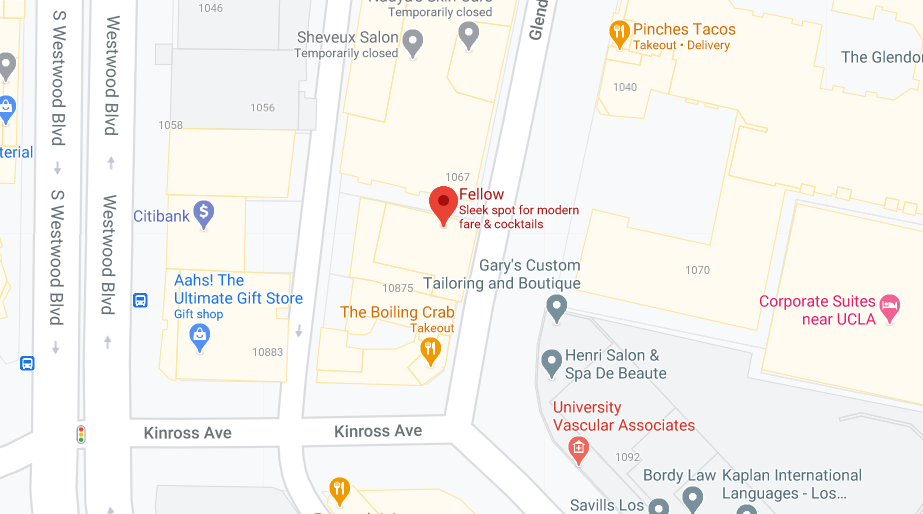 1046
Temporarily closed
Sheveux Salon
Temporarily closed
Pinches Tacos
Takeout • Delivery
The Glendon
S Westwood Blvd
Westwood Blvd
1056
1058
1040
1067
Fellow
Sleek spot for modern
fare & cocktails
Citibank
S Westwood Blvd
Westwood Blvd
Gary's Custom
Tailoring and Boutique
1070
Aahs! The
Ultimate Gift Store
Gift shop
10875
The Boiling Crab
Takeout
Corporate Suites
near UCLA
10883
Henri Salon &
Spa De Beaute
University
Vascular Associates
Kinross Ave
Kinross Ave
1092
Bordy Law
Kaplan International
Languages - Los...
Savills Los